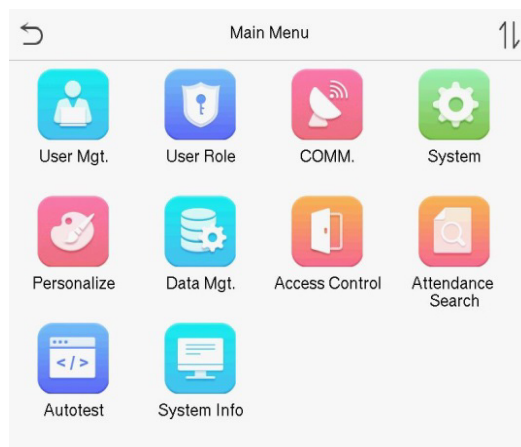 Main Menu
User Mgt.
User Role
COMM.
System
Personalize
Data Mgt.
Access Control
Attendance
Search
</>
Autotest
System Info